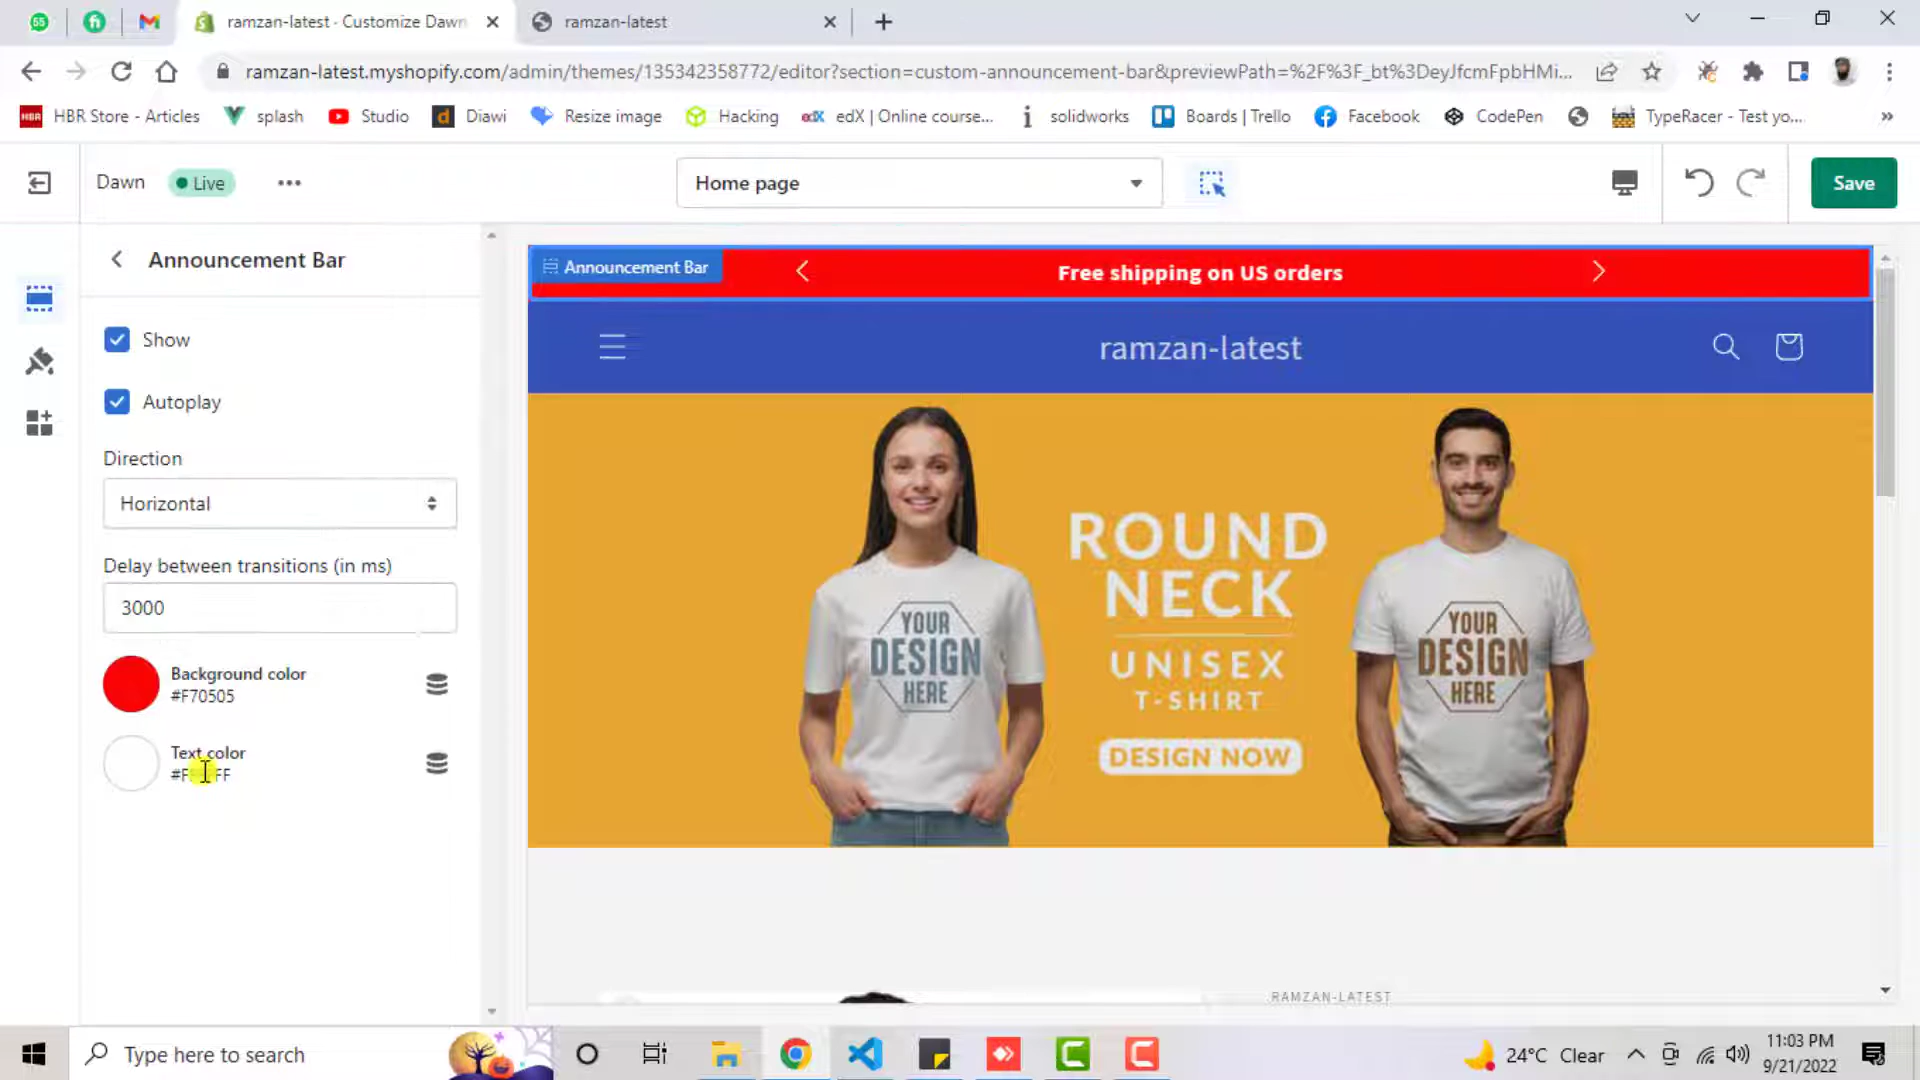 55
ramzan-latest · Customize Dawn
ramzan-latest
ramzan-latest.myshopify.com/admin/themes/135342358772/editor?section=custom-announcement-bar&previewPath=%2F%3F_bt%3DeyJfcmFpbHMi...
HBR Store - Articles
splash
Studio
Diawi
Resize image
Hacking
edX | Online course...
solidworks
Boards | Trello
Facebook
CodePen
TypeRacer - Test yo...
Dawn
Live
Home page
Save
Announcement Bar
Show
Autoplay
Direction
Horizontal
Delay between transitions (in ms)
3000
Background color
#F70505
Text color
Announcement Bar
Free shipping on US orders
ramzan-latest
YOUR
DESIGN
HERE
ROUND
NECK
UNISEX
T-SHIRT
DESIGN NOW
YOUR
DESIGN
HERE
RAMZAN-LATEST
Type here to search
24°C Clear
11:03 PM
9/21/2022